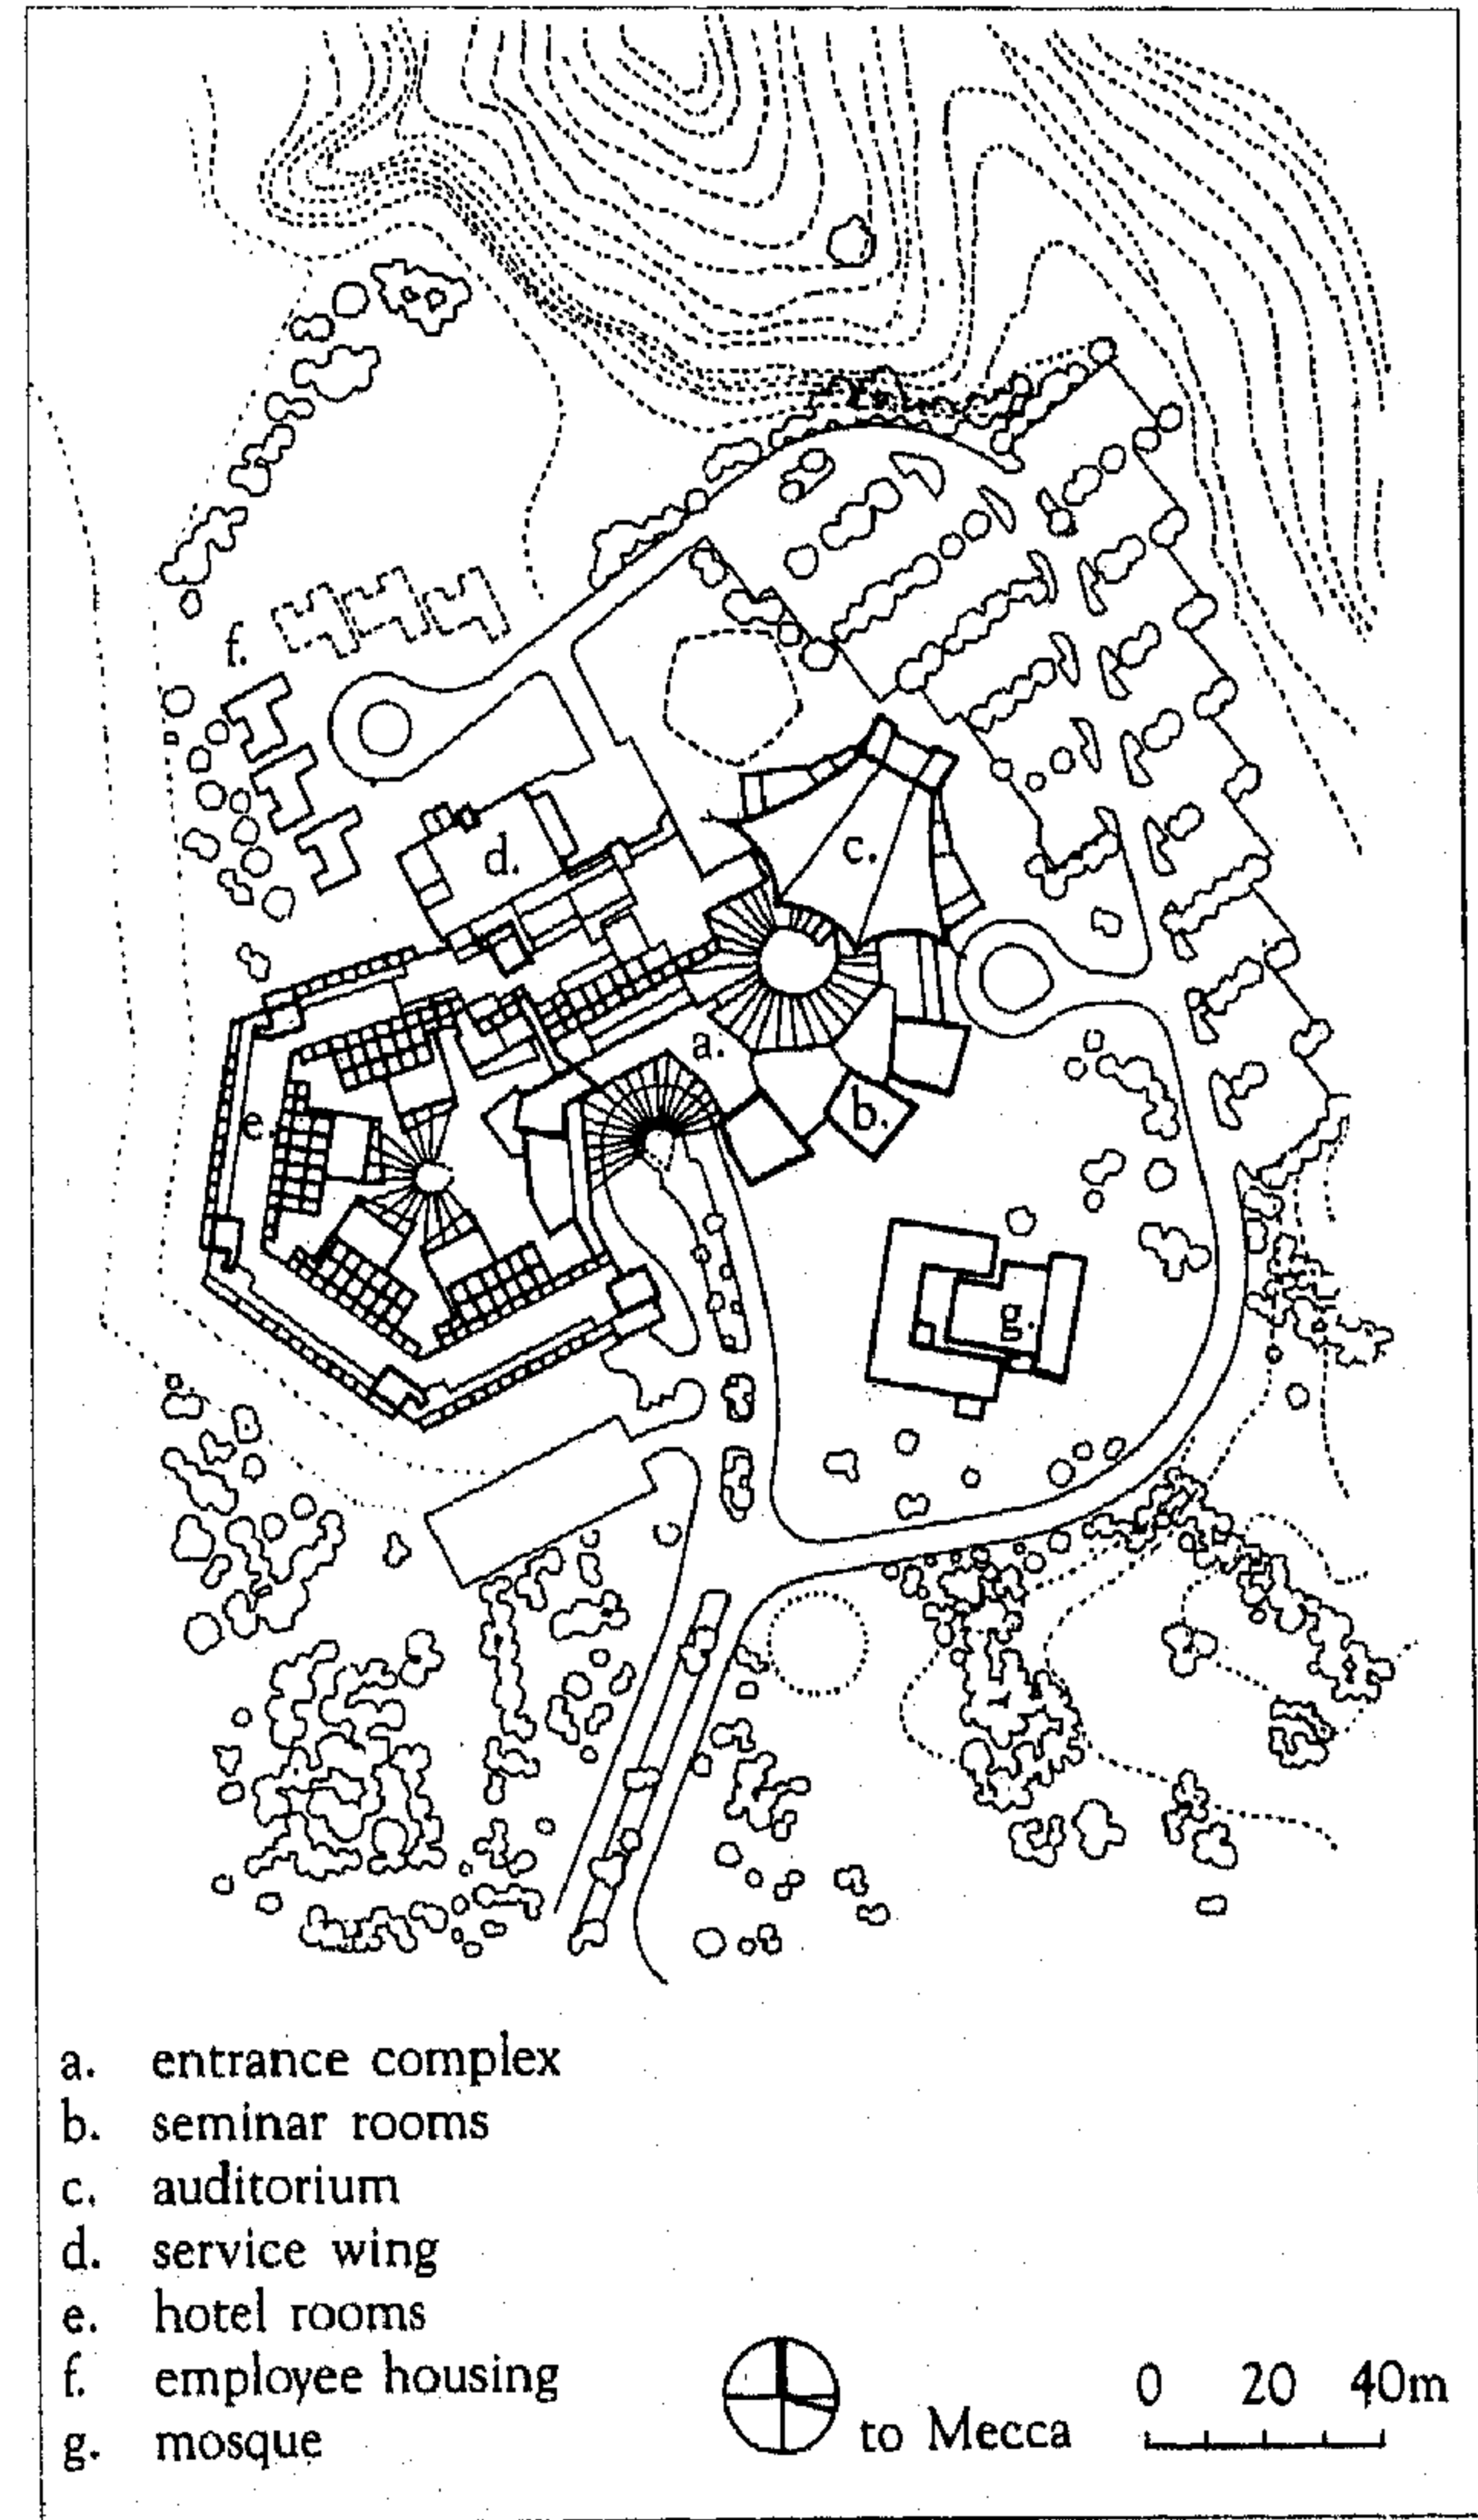 f.
d.
c.
a.
e.
b.
g.
a. entrance complex
b. seminar rooms
c. auditorium
d. service wing
e. hotel rooms
f. employee housing
g. mosque
to Mecca
0 20 40m